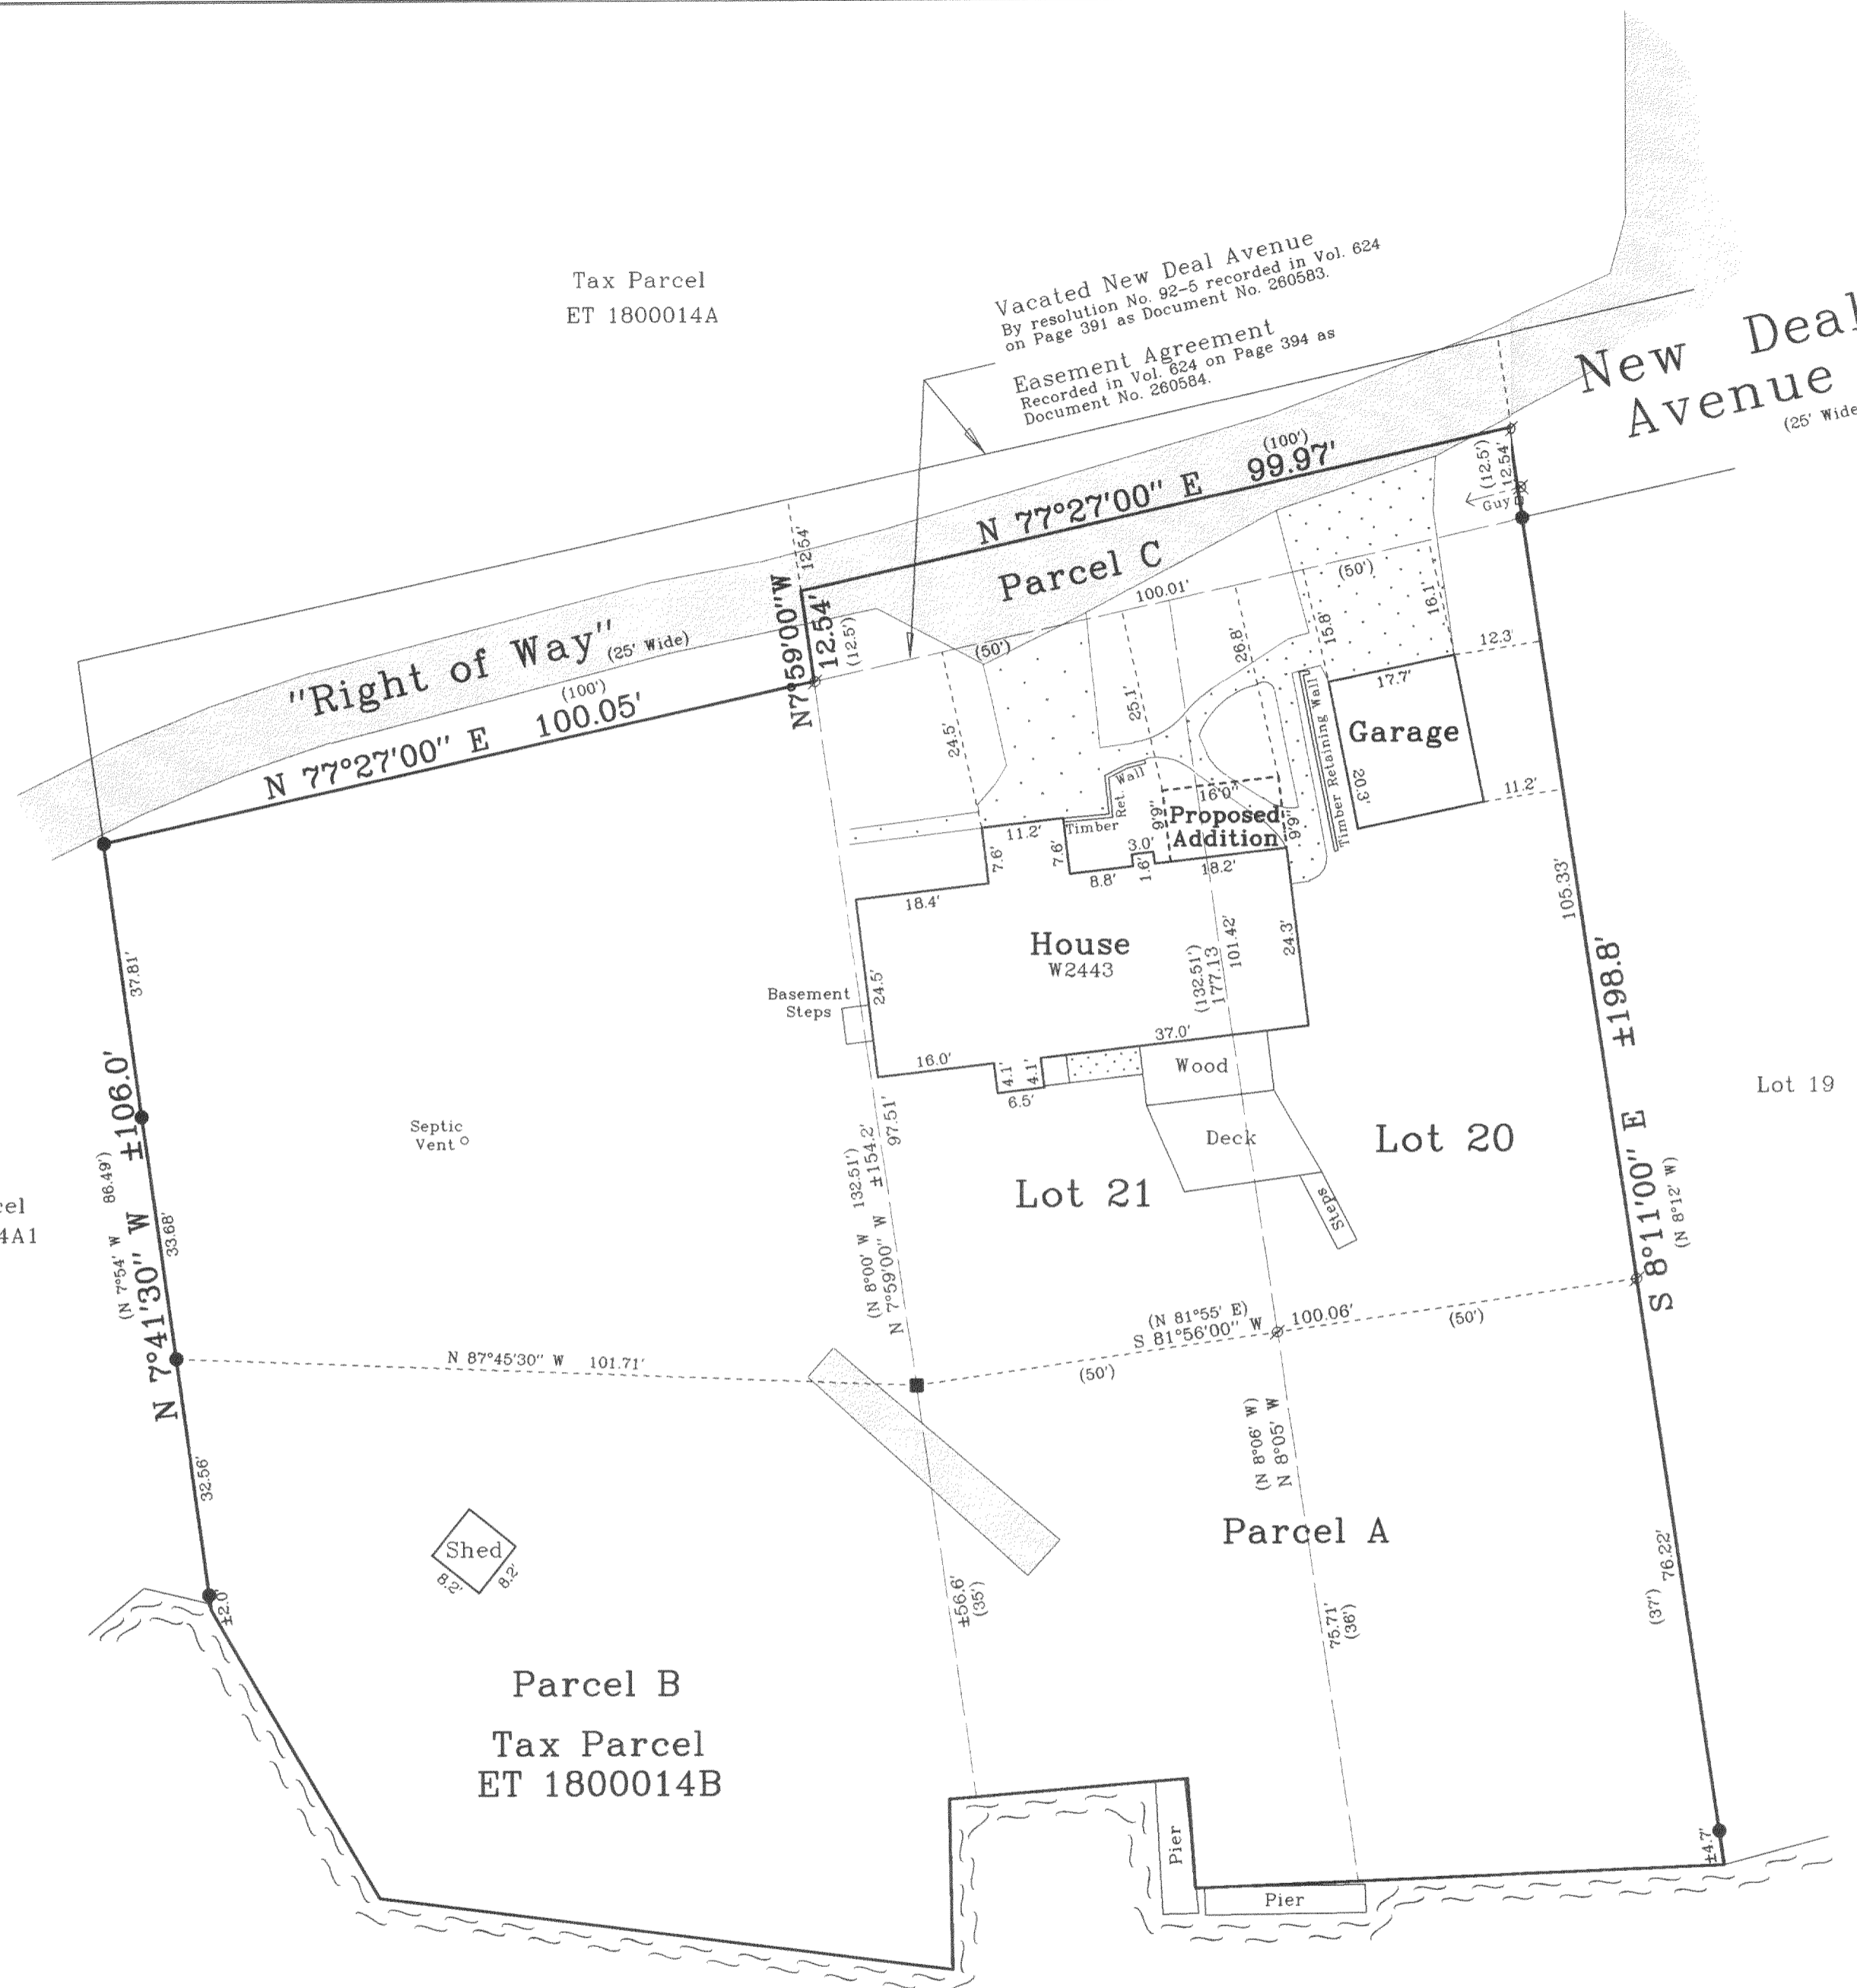 Tax Parcel
ET 1800014A
Vacated New Deal Avenue
By resolution No. 92-5 recorded in Vol. 624
on Page 391 as Document No. 260583.
Easement Agreement
Recorded in Vol. 624 on Page 394 as
Document No. 260584.
New Deal
Avenue
(25' Wide
(100')
N 77°27'00" E 99.97'
(12.5')
12.54'
Guy
Parcel C
12.54'
N7°59'00"W
12.54'
(12.5')
100.01'
(50')
(50')
"Right of Way" (25' Wide)
(100')
N 77°27'00" E 100.05'
24.5'
25.1'
26.8'
15.8'
16.1'
12.3'
17.7'
Garage
20.3'
11.2'
Timber Retaining Wall
Timber
Ret. Wall
16'0"
9'9"
Proposed
Addition
9'9"
11.2'
7.6'
7.6'
8.8'
3.0'
1.6'
18.2'
18.4'
House
W2443
24.3'
24.5'
Basement
Steps
(132.51')
177.13
101.42'
37.0'
16.0'
4.1'
4.1'
6.5'
Wood
Deck
Steps
105.33'
±198.8'
S 8°11'00" E
(N 8°12' W)
Lot 19
Lot 20
Lot 21
37.81'
±106.0'
N 7°41'30" W
(N 7°54' W 86.49')
33.68'
32.56'
±2.0'
cel
4A1
Septic
Vent
(N 8°00' W 132.51')
N 7°59'00" W ±154.2'
97.51'
N 87°45'30" W 101.71'
(N 81°55' E)
S 81°56'00" W 100.06'
(50')
(50')
(N 8°06' W)
N 8°05' W
Parcel A
Shed
8.2'
8.2'
±56.6'
(35')
75.71'
(36')
76.22'
(37')
±4.7'
Parcel B
Tax Parcel
ET 1800014B
Pier
Pier